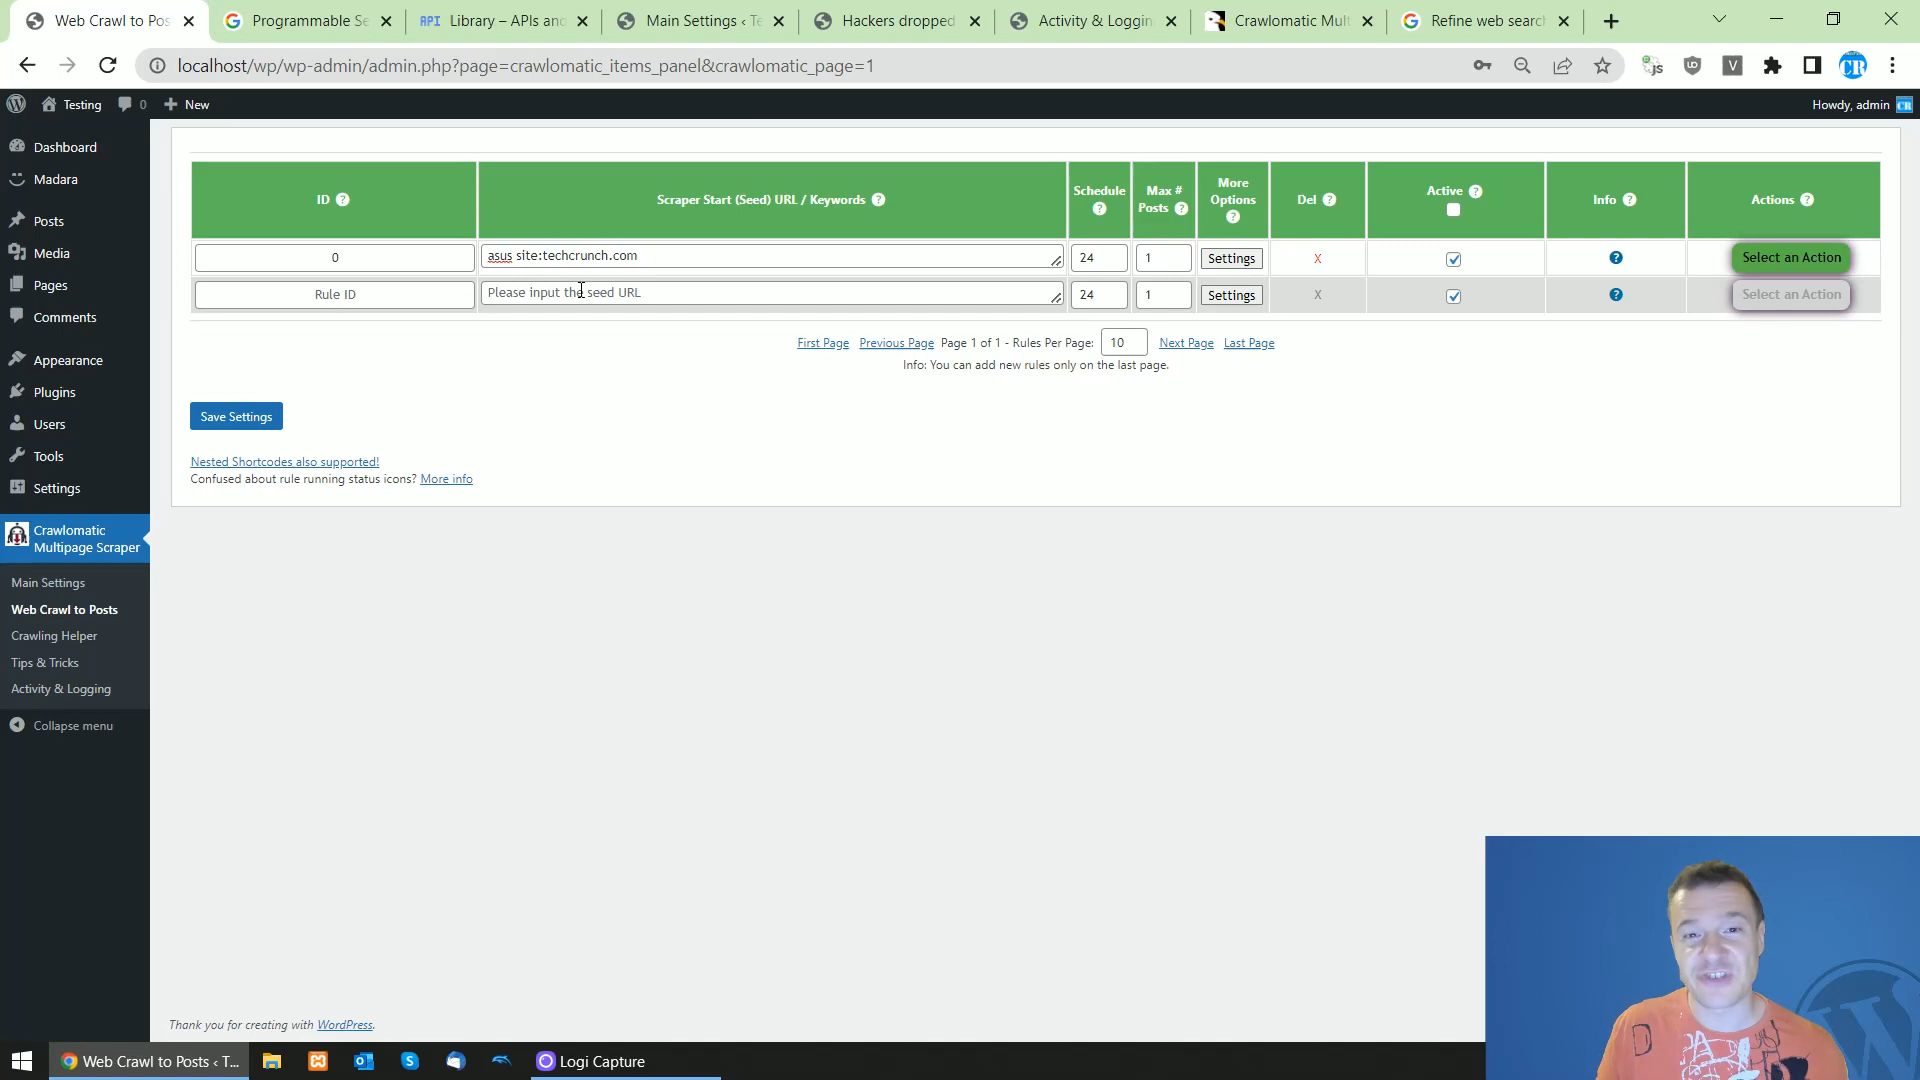 Web Crawl to Pos
Programmable Se
API Library – APIs and
Main Settings ‹ Te
Hackers dropped
Activity & Loggin
Crawlomatic Mult
Refine web search
localhost/wp/wp-admin/admin.php?page=crawlomatic_items_panel&crawlomatic_page=1
Testing 0 New
Howdy, admin
Dashboard
Madara
Posts
Media
Pages
Comments
Appearance
Plugins
Users
Tools
Settings
Crawlomatic
Multipage Scraper
Main Settings
Web Crawl to Posts
Crawling Helper
Tips & Tricks
Activity & Logging
Collapse menu
ID ?
Scraper Start (Seed) URL / Keywords ?
Schedule ?
Max # Posts ?
More Options ?
Del ?
Active ?
Info ?
Actions ?
0 asus site:techcrunch.com 24 1 Settings X ? Select an Action
Rule ID Please input the seed URL 24 1 Settings X ? Select an Action
First Page Previous Page Page 1 of 1 - Rules Per Page: 10 Next Page Last Page
Info: You can add new rules only on the last page.
Save Settings
Nested Shortcodes also supported!
Confused about rule running status icons? More info
Thank you for creating with WordPress.
Web Crawl to Posts ‹ T...
Logi Capture